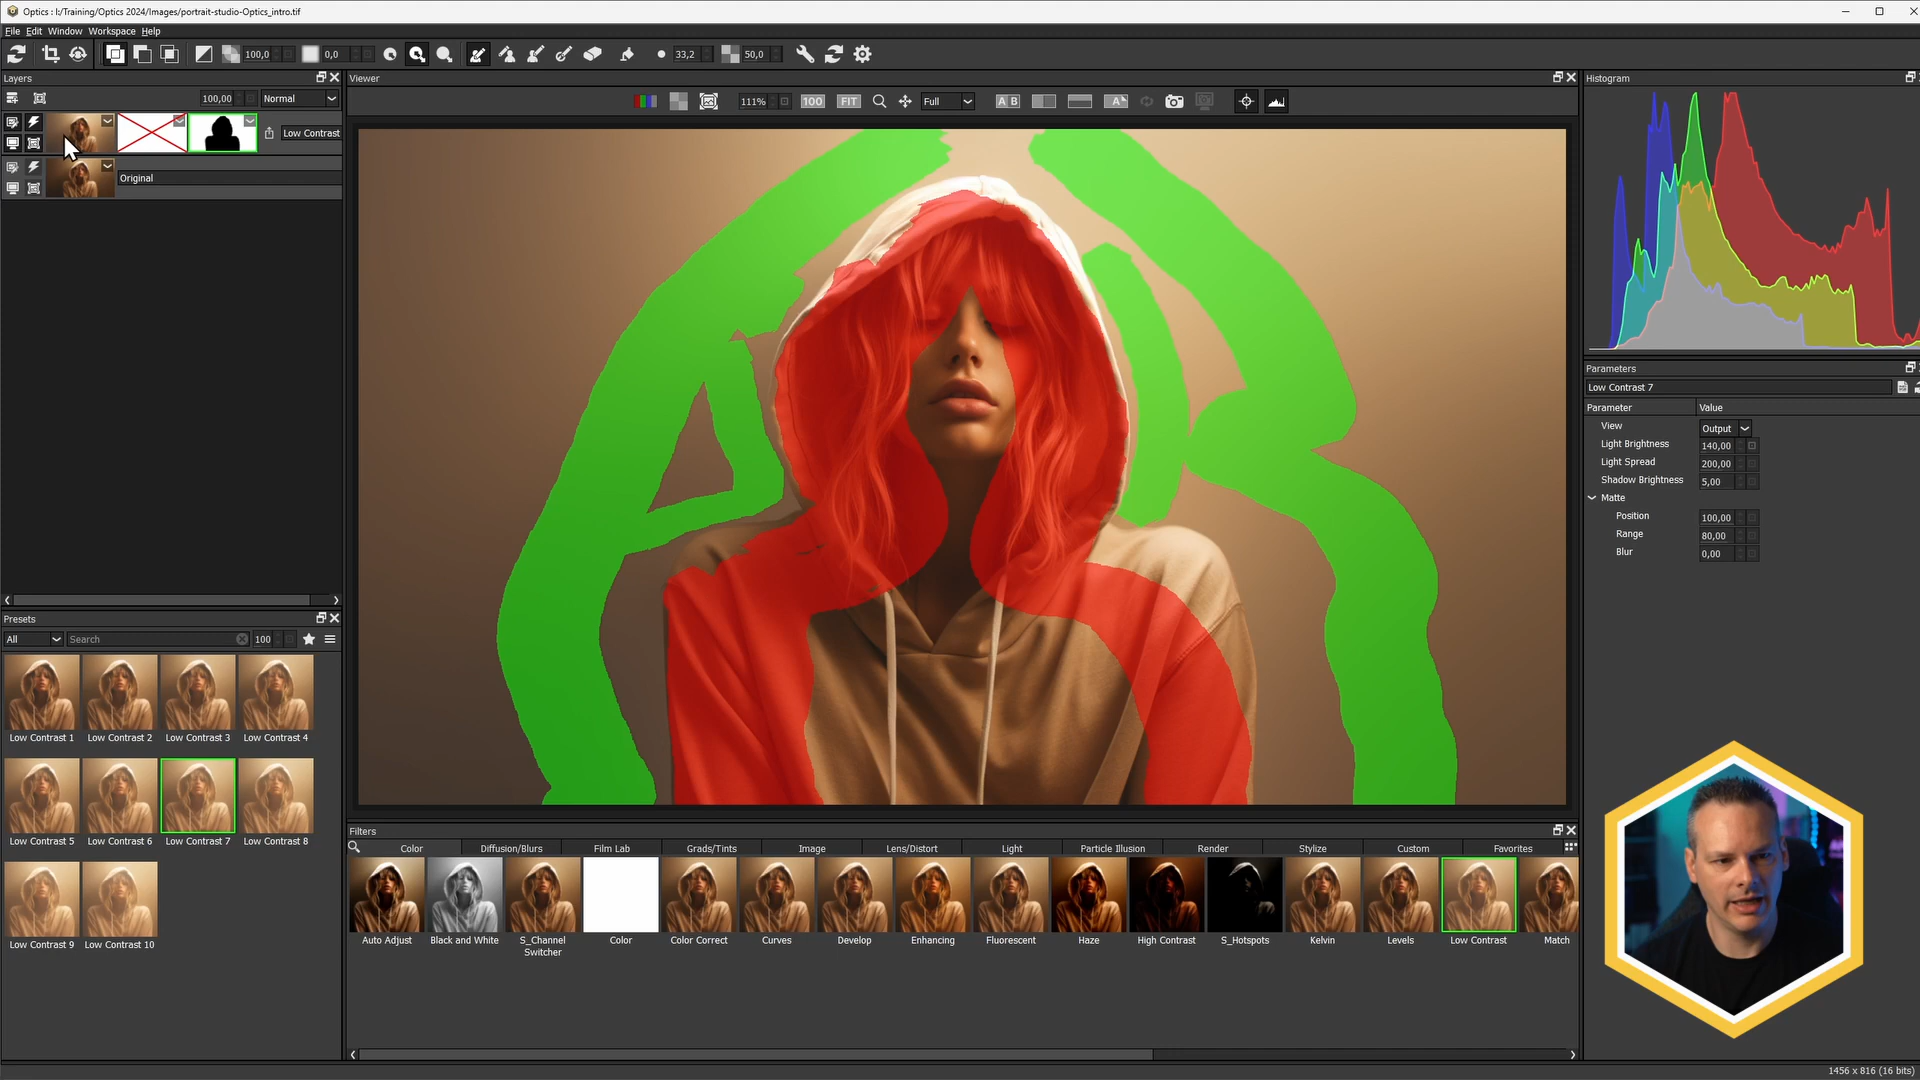 Optics : I:/Training/Optics 2024/Images/portrait-studio-Optics_intro.tif
File Edit Window Workspace Help
100,0 0,0 33,2 50,0
Layers
100,00 Normal
Low Contrast
Original
Viewer
111% 100 FIT Full A B A
Histogram
Parameters
Low Contrast 7
Parameter Value
View Output
Light Brightness 140,00
Light Spread 200,00
Shadow Brightness 5,00
Matte
Position 100,00
Range 80,00
Blur 0,00
Presets
All Search 100
Low Contrast 1 Low Contrast 2 Low Contrast 3 Low Contrast 4
Low Contrast 5 Low Contrast 6 Low Contrast 7 Low Contrast 8
Low Contrast 9 Low Contrast 10
Filters
Color Diffusion/Blurs Film Lab Grads/Tints Image Lens/Distort Light Particle Illusion Render Stylize Custom Favorites
Auto Adjust Black and White S_Channel Color Color Correct Curves Develop Enhancing Fluorescent Haze High Contrast S_Hotspots Kelvin Levels Low Contrast Match
Switcher
1456 x 816 (16 bits)